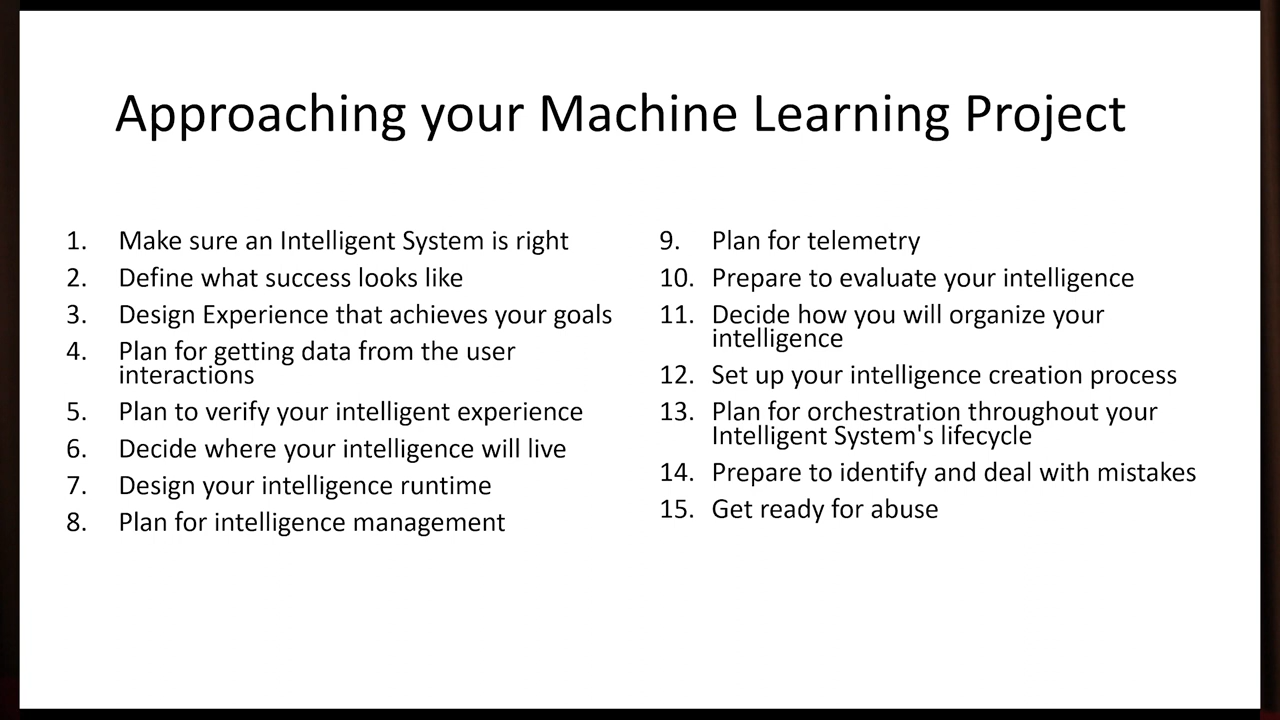 Approaching your Machine Learning Project
1. Make sure an Intelligent System is right
2. Define what success looks like
3. Design Experience that achieves your goals
4. Plan for getting data from the user
interactions
5. Plan to verify your intelligent experience
6. Decide where your intelligence will live
7. Design your intelligence runtime
8. Plan for intelligence management
9. Plan for telemetry
10. Prepare to evaluate your intelligence
11. Decide how you will organize your
intelligence
12. Set up your intelligence creation process
13. Plan for orchestration throughout your
Intelligent System's lifecycle
14. Prepare to identify and deal with mistakes
15. Get ready for abuse